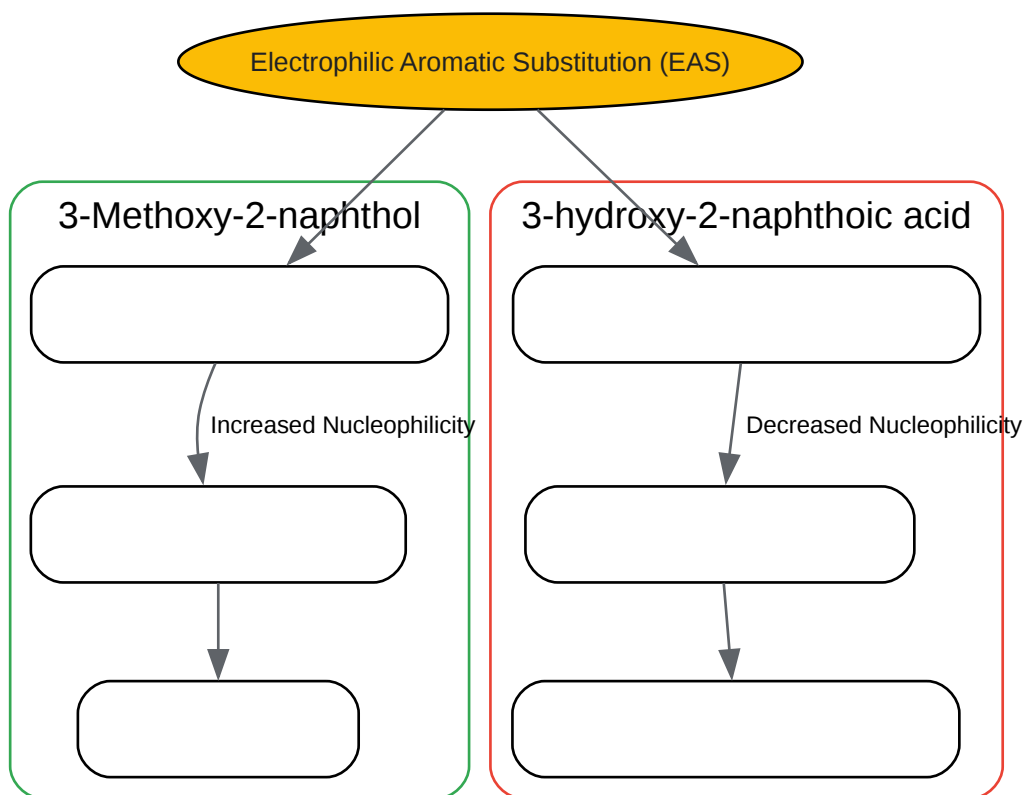 Electrophilic Aromatic Substitution (EAS)
3-Methoxy-2-naphthol
3-hydroxy-2-naphthoic acid
Increased Nucleophilicity
Decreased Nucleophilicity